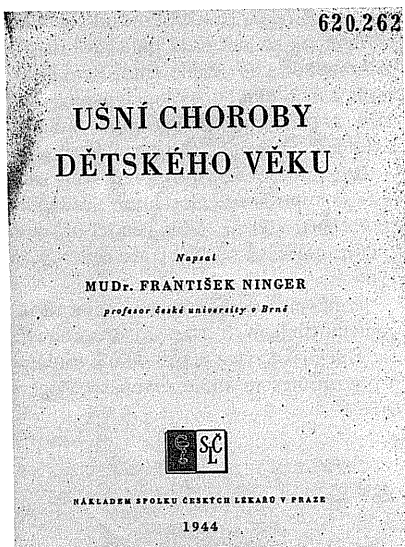 620.262
UŠNÍ CHOROBY
DĚTSKÉHO VĚKU
Napsal
MUDr. FRANTIŠEK NINGER
profesor české university v Brně
SČL
NÁKLADEM SPOLKU ČESKÝCH LÉKAŘŮ V PRAZE
1944